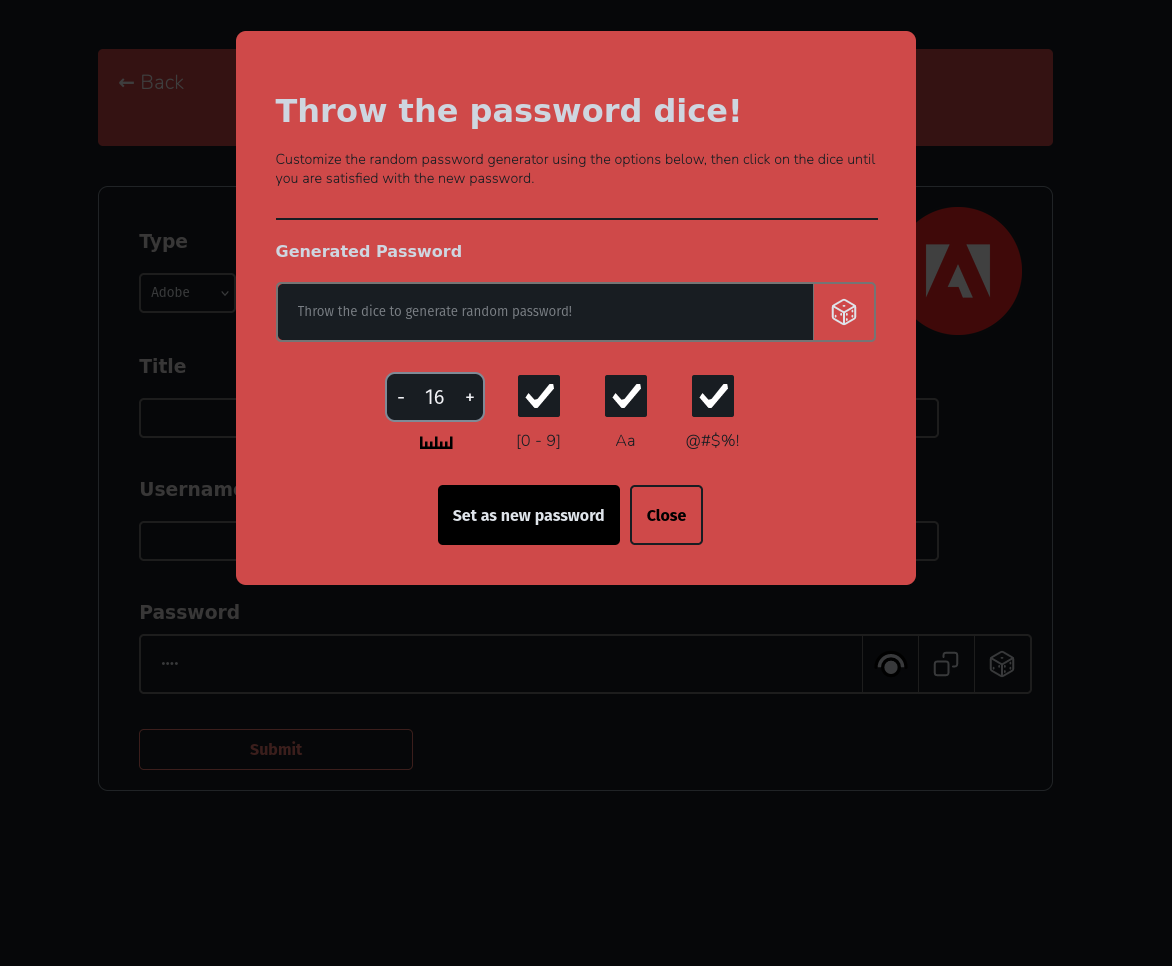 ← Back
Throw the password dice!
Customize the random password generator using the options below, then click on the dice until
you are satisfied with the new password.
Generated Password
Throw the dice to generate random password!
- 16 +
[0 - 9]
Aa
@#$%!
Set as new password
Close
Type
Adobe
Title
Username
Password
••••
Submit